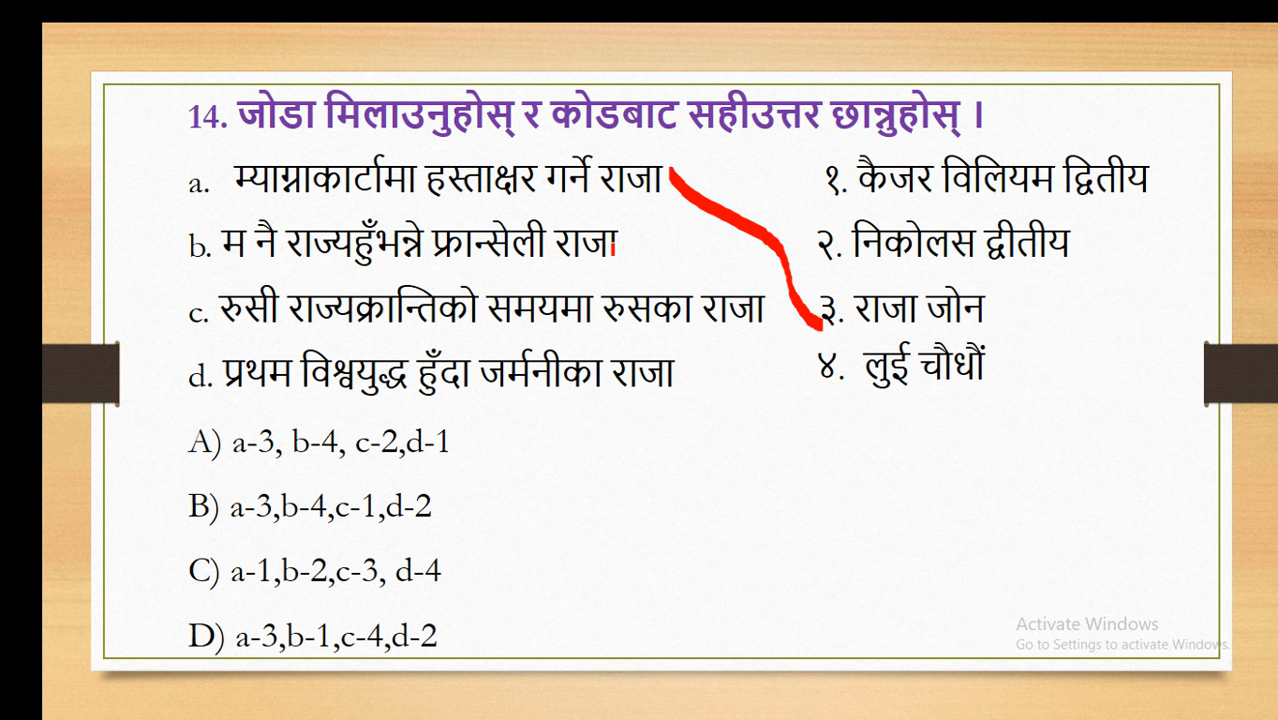 14. जोडा मिलाउनुहोस् र कोडबाट सहीउत्तर छान्नुहोस् ।
a. म्याग्नाकार्टामा हस्ताक्षर गर्ने राजा १. कैजर विलियम द्वितीय
b. म नै राज्यहुँभन्ने फ्रान्सेली राजा २. निकोलस द्वीतीय
c. रुसी राज्यक्रान्तिको समयमा रुसका राजा ३. राजा जोन
d. प्रथम विश्वयुद्ध हुँदा जर्मनीका राजा ४. लुई चौधौं
A) a-3, b-4, c-2,d-1
B) a-3,b-4,c-1,d-2
C) a-1,b-2,c-3, d-4
D) a-3,b-1,c-4,d-2
Activate Windows
Go to Settings to activate Windows.